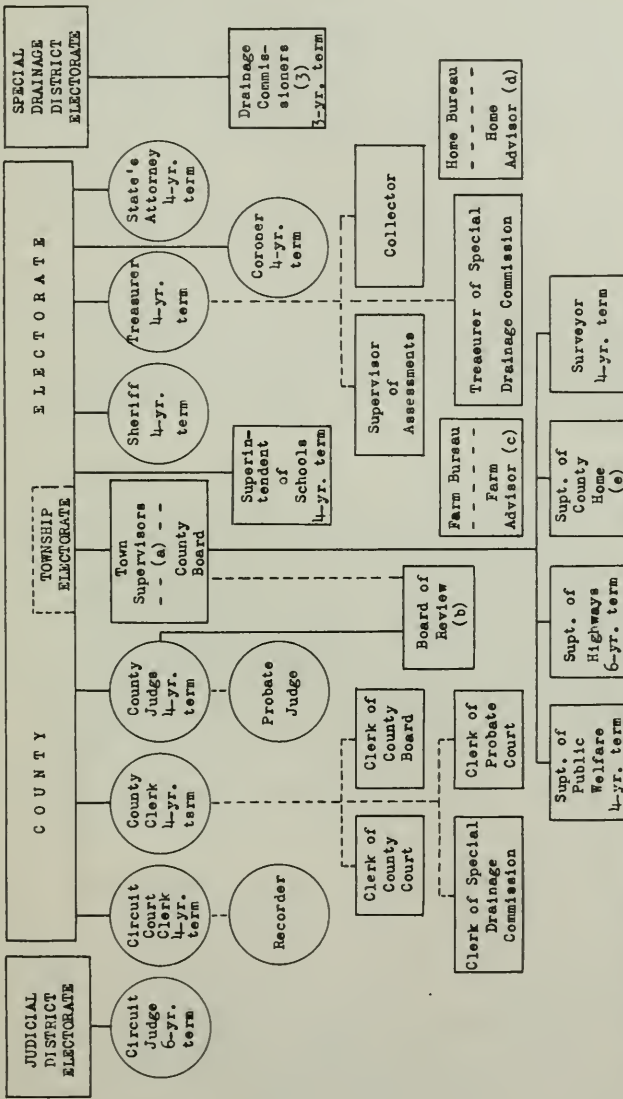 JUDICIAL
DISTRICT
ELECTORATE
COUNTY
ELECTORATE
TOWNSHIP
ELECTORATE
SPECIAL
DRAINAGE
DISTRICT
ELECTORATE
Circuit
Judge
6-yr.
term
Circuit
Court
Clerk
4-yr.
term
County
Clerk
4-yr.
term
County
Judge
4-yr.
term
Town
Supervisors
- - (a) - -
County
Board
Sheriff
4-yr.
term
Treasurer
4-yr.
term
State's
Attorney
4-yr.
term
Recorder
Probate
Judge
Superin-
tendent
of
Schools
4-yr. term
Coroner
4-yr.
term
Drainage
Commis-
sioners
(3)
3-yr. term
Clerk of
County
Court
Clerk of
County
Board
Board of
Review
(b)
Supervisor
of
Assessments
Collector
Clerk of Special
Drainage
Commission
Clerk of
Probate
Court
Farm Bureau
- - - - - -
Farm
Advisor (c)
Treasurer of Special
Drainage Commission
Home Bureau
- - - - - -
Home
Advisor (d)
Supt. of
Public
Welfare
4-yr. term
Supt. of
Highways
6-yr. term
Supt. of
County
Home
(e)
Surveyor
4-yr. term